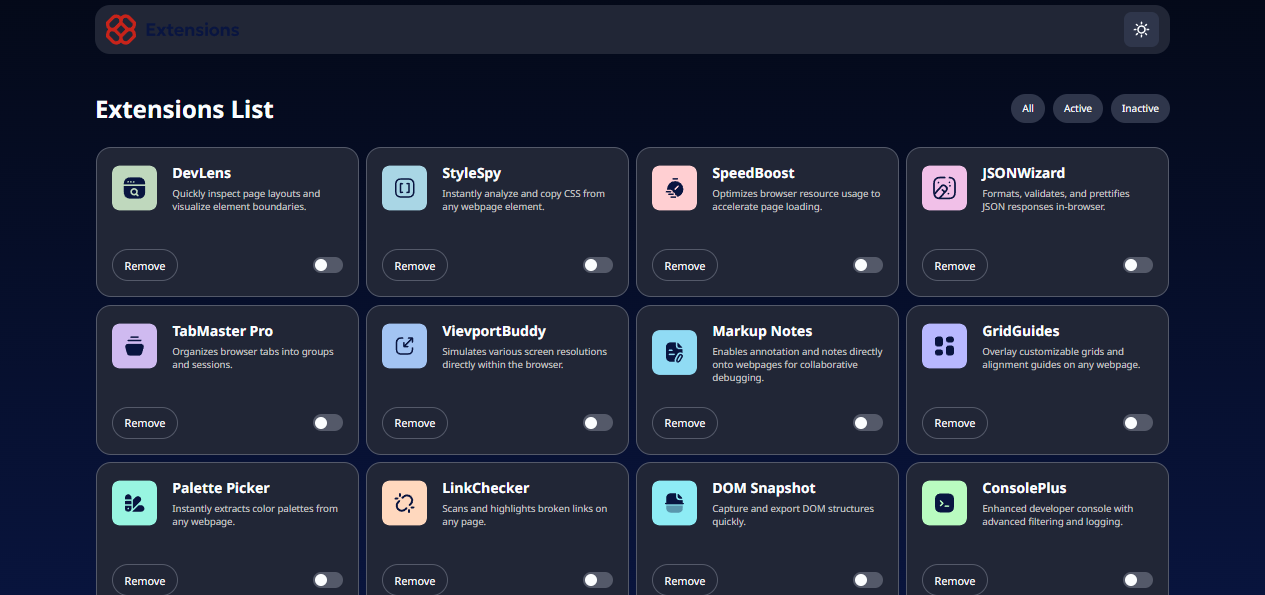 Extensions
Extensions List
All
Active
Inactive
DevLens
Quickly inspect page layouts and
visualize element boundaries.
Remove
StyleSpy
Instantly analyze and copy CSS from
any webpage element.
Remove
SpeedBoost
Optimizes browser resource usage to
accelerate page loading.
Remove
JSONWizard
Formats, validates, and prettifies
JSON responses in-browser.
Remove
TabMaster Pro
Organizes browser tabs into groups
and sessions.
Remove
VievportBuddy
Simulates various screen resolutions
directly within the browser.
Remove
Markup Notes
Enables annotation and notes directly
onto webpages for collaborative
debugging.
Remove
GridGuides
Overlay customizable grids and
alignment guides on any webpage.
Remove
Palette Picker
Instantly extracts color palettes from
any webpage.
Remove
LinkChecker
Scans and highlights broken links on
any page.
Remove
DOM Snapshot
Capture and export DOM structures
quickly.
Remove
ConsolePlus
Enhanced developer console with
advanced filtering and logging.
Remove